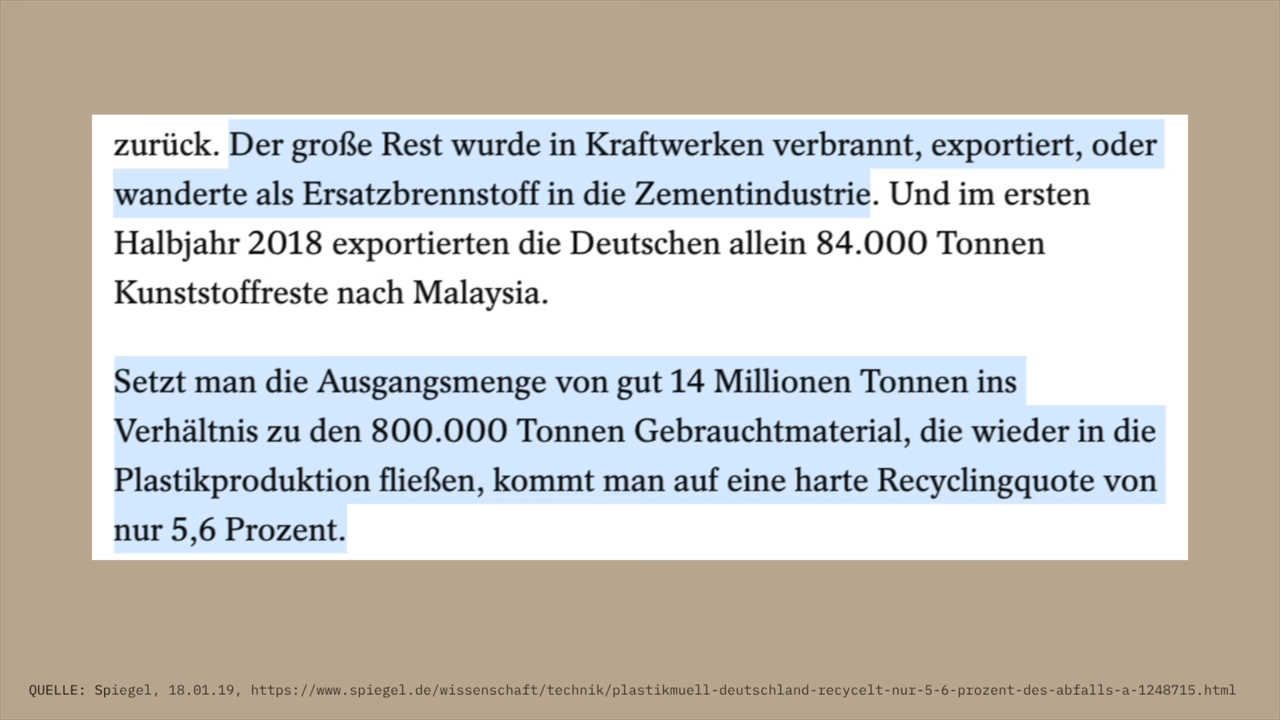 zurück. Der große Rest wurde in Kraftwerken verbrannt, exportiert, oder
wanderte als Ersatzbrennstoff in die Zementindustrie. Und im ersten
Halbjahr 2018 exportierten die Deutschen allein 84.000 Tonnen
Kunststoffreste nach Malaysia.
Setzt man die Ausgangsmenge von gut 14 Millionen Tonnen ins
Verhältnis zu den 800.000 Tonnen Gebrauchtmaterial, die wieder in die
Plastikproduktion fließen, kommt man auf eine harte Recyclingquote von
nur 5,6 Prozent.
QUELLE: Spiegel, 18.01.19, https://www.spiegel.de/wissenschaft/technik/plastikmuell-deutschland-recycelt-nur-5-6-prozent-des-abfalls-a-1248715.html